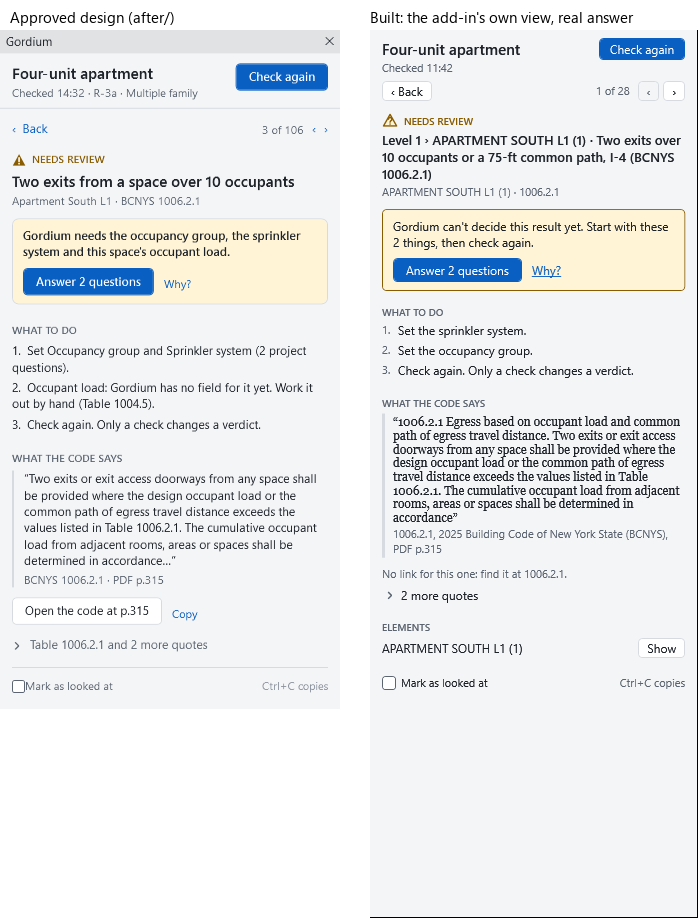 Approved design (after/)
Gordium
Four-unit apartment
Check again
Checked 14:32 · R-3a · Multiple family
‹ Back
3 of 106 ‹ ›
NEEDS REVIEW
Two exits from a space over 10 occupants
Apartment South L1 · BCNYS 1006.2.1
Gordium needs the occupancy group, the sprinkler
system and this space's occupant load.
Answer 2 questions
Why?
WHAT TO DO
1. Set Occupancy group and Sprinkler system (2 project
questions).
2. Occupant load: Gordium has no field for it yet. Work it
out by hand (Table 1004.5).
3. Check again. Only a check changes a verdict.
WHAT THE CODE SAYS
"Two exits or exit access doorways from any space shall
be provided where the design occupant load or the
common path of egress travel distance exceeds the
values listed in Table 1006.2.1. The cumulative occupant
load from adjacent rooms, areas or spaces shall be
determined in accordance…"
BCNYS 1006.2.1 · PDF p.315
Open the code at p.315
Copy
› Table 1006.2.1 and 2 more quotes
Mark as looked at
Ctrl+C copies
Built: the add-in's own view, real answer
Four-unit apartment
Check again
Checked 11:42
‹ Back
1 of 28 ‹ ›
NEEDS REVIEW
Level 1 › APARTMENT SOUTH L1 (1) · Two exits over
10 occupants or a 75-ft common path, I-4 (BCNYS
1006.2.1)
APARTMENT SOUTH L1 (1) · 1006.2.1
Gordium can't decide this result yet. Start with these
2 things, then check again.
Answer 2 questions
Why?
WHAT TO DO
1. Set the sprinkler system.
2. Set the occupancy group.
3. Check again. Only a check changes a verdict.
WHAT THE CODE SAYS
“1006.2.1 Egress based on occupant load and common
path of egress travel distance. Two exits or exit access
doorways from any space shall be provided where the
design occupant load or the common path of egress
travel distance exceeds the values listed in Table
1006.2.1. The cumulative occupant load from adjacent
rooms, areas or spaces shall be determined in
accordance”
1006.2.1, 2025 Building Code of New York State (BCNYS),
PDF p.315
No link for this one: find it at 1006.2.1.
› 2 more quotes
ELEMENTS
APARTMENT SOUTH L1 (1)
Show
Mark as looked at
Ctrl+C copies